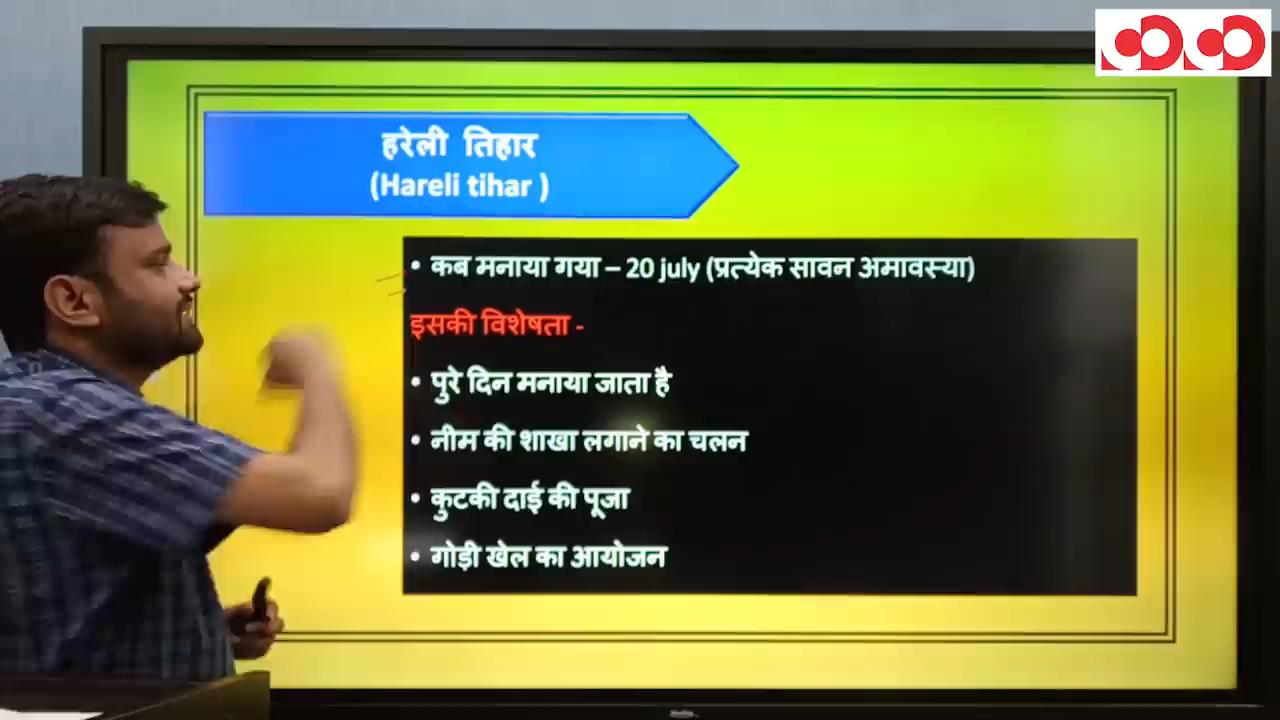 हरेली तिहार
(Hareli tihar )
• कब मनाया गया – 20 july (प्रत्येक सावन अमावस्या)
इसकी विशेषता -
• पुरे दिन मनाया जाता है
• नीम की शाखा लगाने का चलन
• कुटकी दाई की पूजा
• गोड़ी खेल का आयोजन